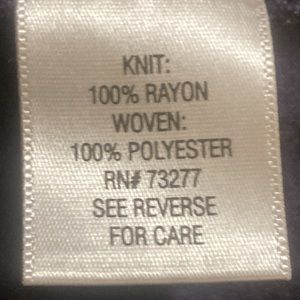 KNIT:
100% RAYON
WOVEN:
100% POLYESTER
RN# 73277
SEE REVERSE
FOR CARE